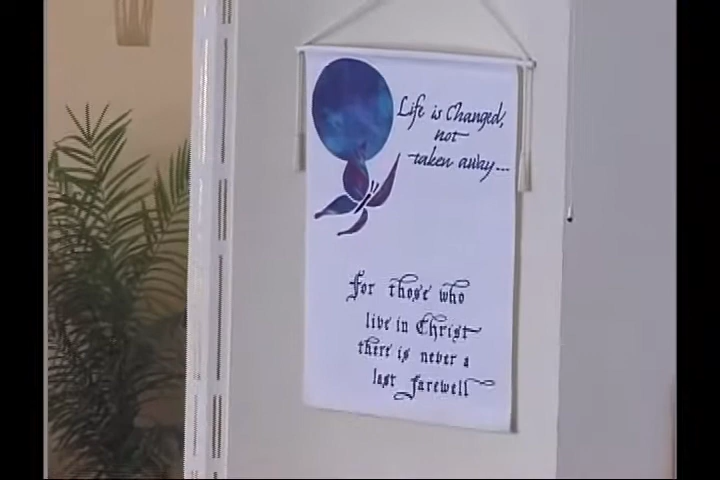 Life is Changed,
not
taken away...
For those who
live in Christ
there is never a
last farewell